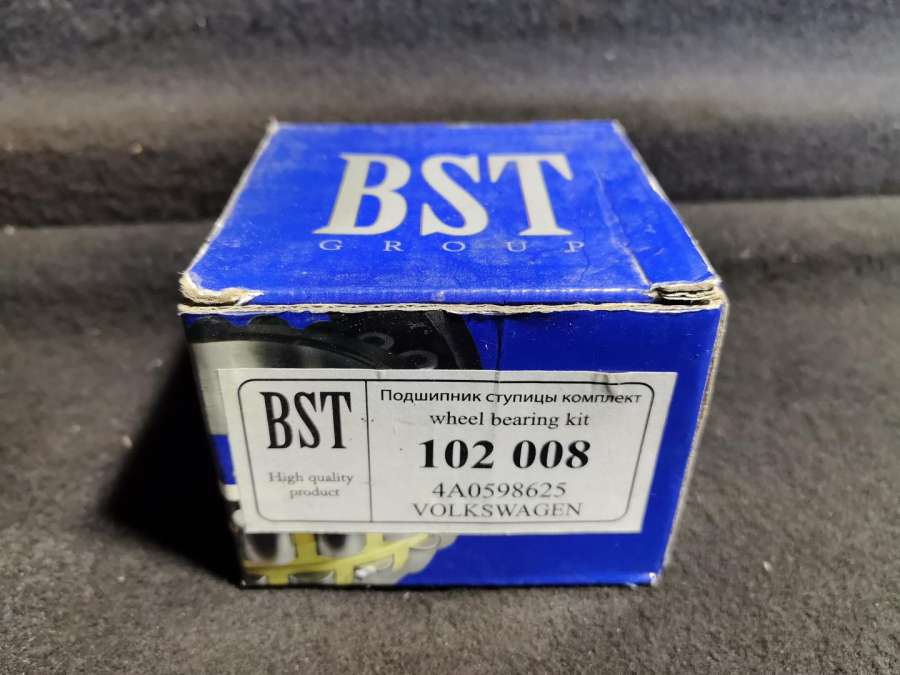 BST
GROUP
BST
High quality
product
Подшипник ступицы комплект
wheel bearing kit
102 008
4A0598625
VOLKSWAGEN